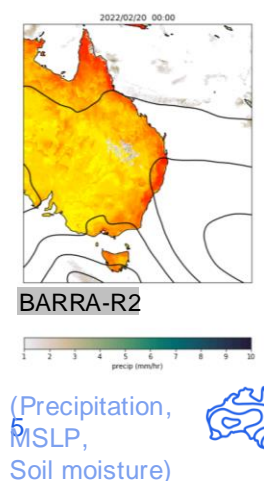 2022/02/20 00:00
BARRA-R2
1 2 3 4 5 6 7 8 9 10
precip (mm/hr)
(Precipitation,
5
MSLP,
Soil moisture)